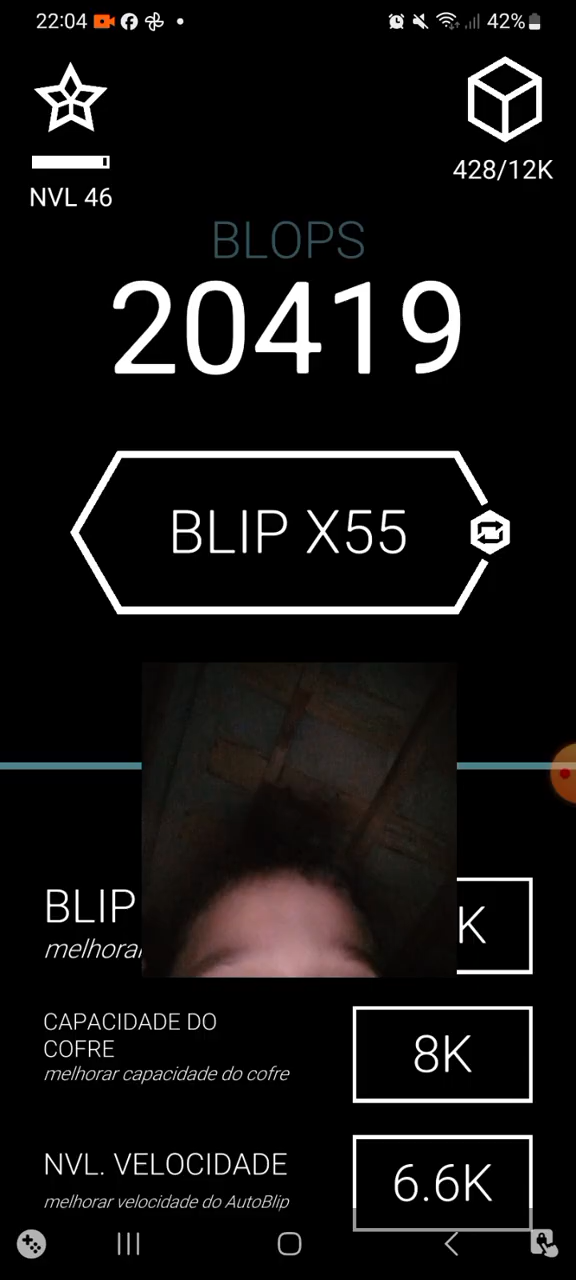 22:04
42%
NVL 46
428/12K
BLOPS
20419
BLIP X55
BLIP
K
CAPACIDADE DO
COFRE
melhorar capacidade do cofre
8K
NVL. VELOCIDADE
melhorar velocidade do AutoBlip
6.6K